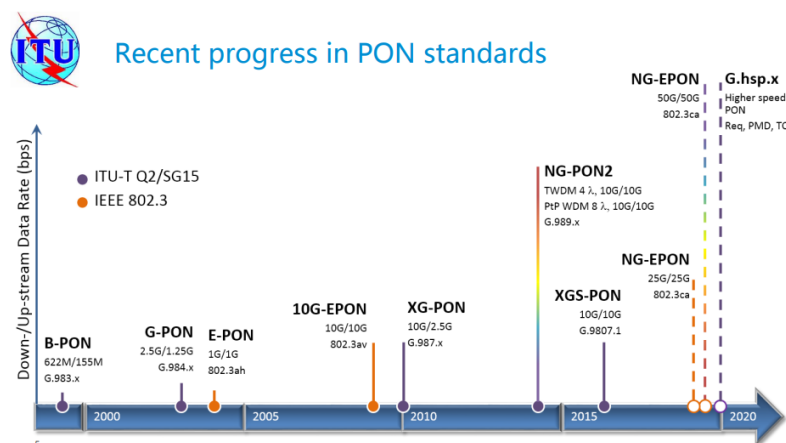 ITU
Recent progress in PON standards
Down-/Up-stream Data Rate (bps)
ITU-T Q2/SG15
IEEE 802.3
B-PON
622M/155M
G.983.x
G-PON
2.5G/1.25G
G.984.x
E-PON
1G/1G
802.3ah
10G-EPON
10G/10G
802.3av
XG-PON
10G/2.5G
G.987.x
NG-PON2
TWDM 4 λ, 10G/10G
PtP WDM 8 λ, 10G/10G
G.989.x
XGS-PON
10G/10G
G.9807.1
NG-EPON
25G/25G
802.3ca
NG-EPON
50G/50G
802.3ca
G.hsp.x
Higher speed
PON
Req, PMD, TC
2000
2005
2010
2015
2020